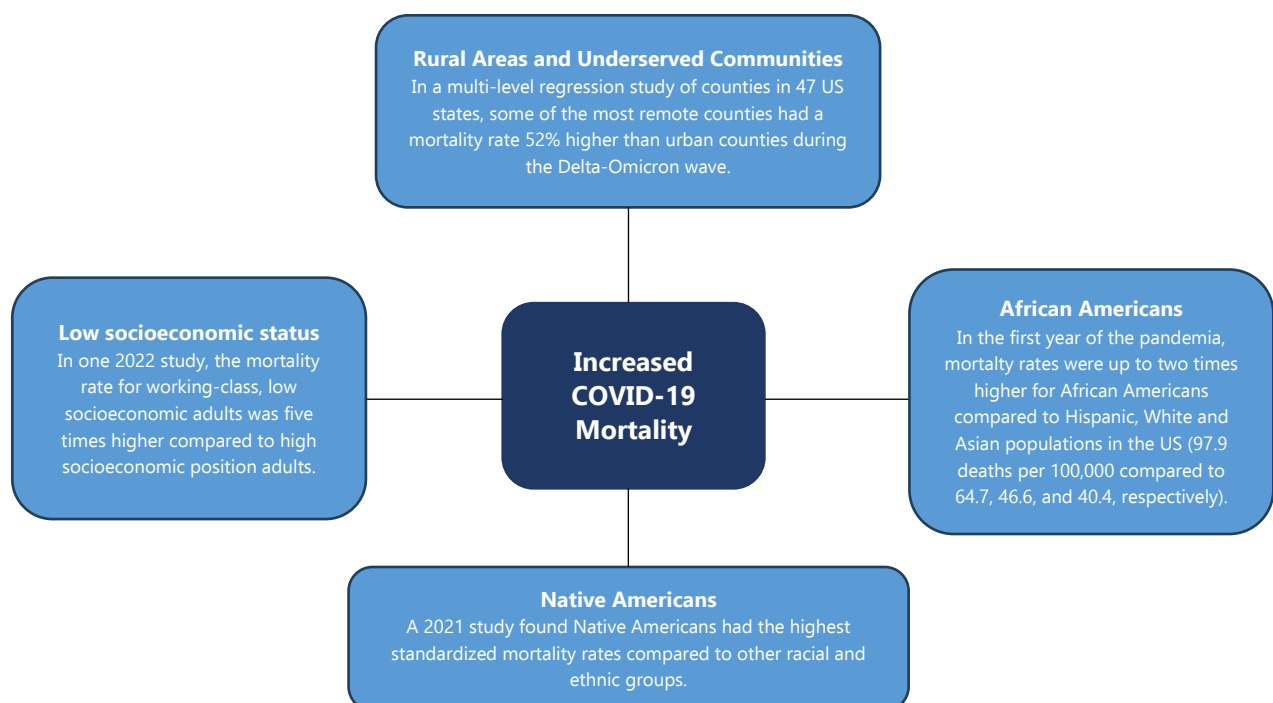 Rural Areas and Underserved Communities
In a multi-level regression study of counties in 47 US
states, some of the most remote counties had a
mortality rate 52% higher than urban counties during
the Delta-Omicron wave.
Low socioeconomic status
In one 2022 study, the mortality
rate for working-class, low
socioeconomic adults was five
times higher compared to high
socioeconomic position adults.
Increased
COVID-19
Mortality
African Americans
In the first year of the pandemic,
mortalty rates were up to two times
higher for African Americans
compared to Hispanic, White and
Asian populations in the US (97.9
deaths per 100,000 compared to
64.7, 46.6, and 40.4, respectively).
Native Americans
A 2021 study found Native Americans had the highest
standardized mortality rates compared to other racial and
ethnic groups.